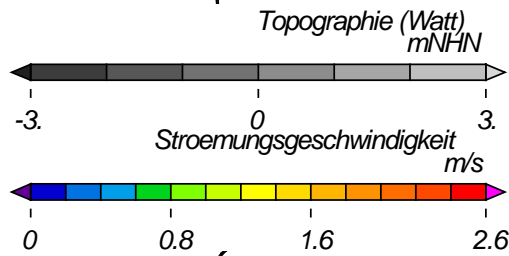 Topographie (Watt)
mNHN
-3. 0 3.
Stroemungsgeschwindigkeit
m/s
0 0.8 1.6 2.6